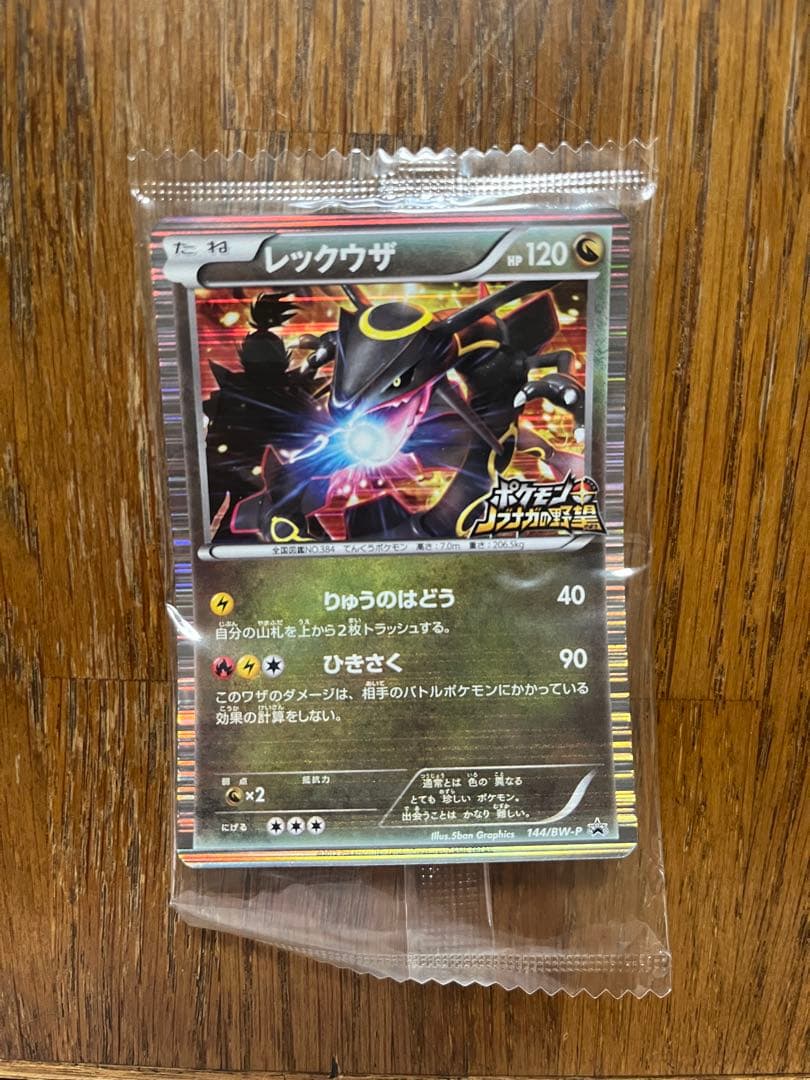 たね レックウザ HP 120
ポケモン+
ノブナガの野望
全国図鑑NO.384 てんくうポケモン 高さ:7.0m 重さ:206.5kg
りゅうのはどう 40
自分の山札を上から2枚トラッシュする。
ひきさく 90
このワザのダメージは、相手のバトルポケモンにかかっている
効果の計算をしない。
弱点 抵抗力
×2
にげる
通常とは 色の 異なる
とても 珍しい ポケモン。
出会うことは かなり 難しい。
Illus.5ban Graphics 144/BW-P